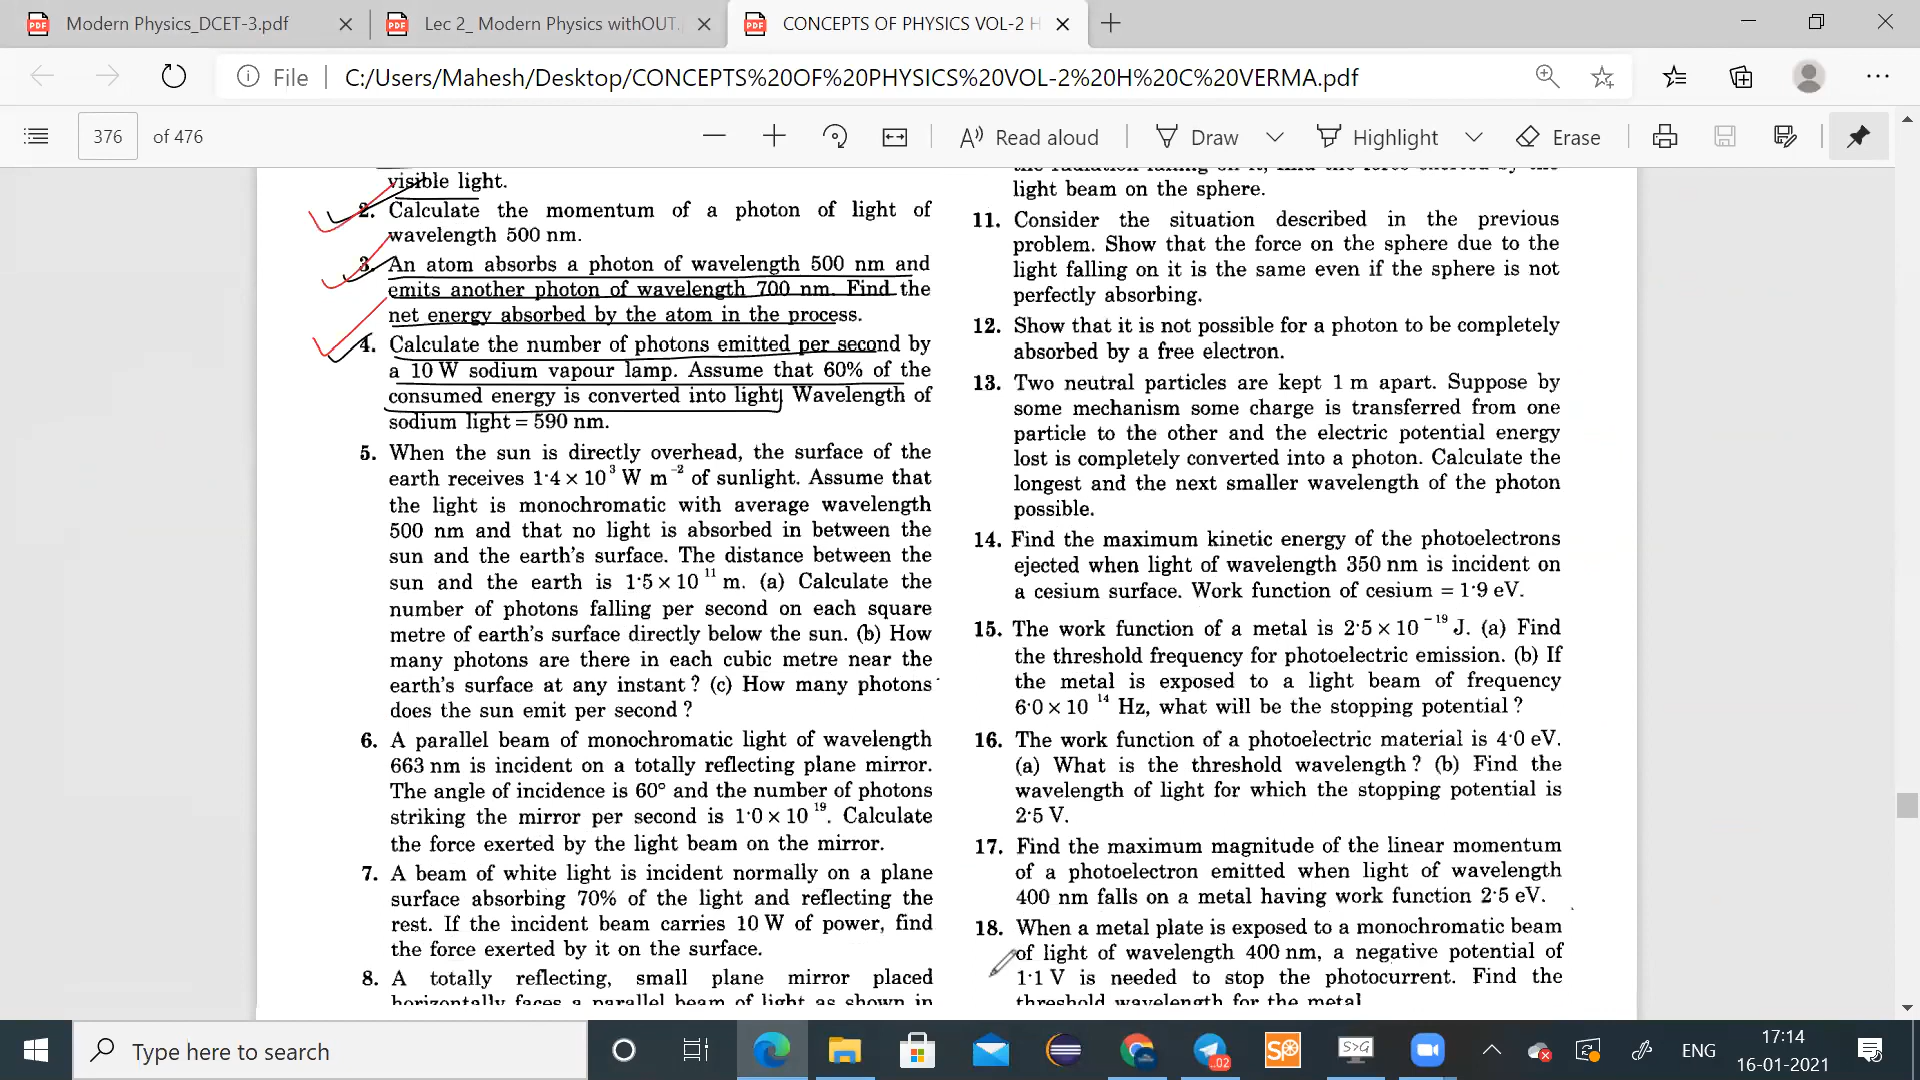 Modern Physics_DCET-3.pdf
Lec 2_ Modern Physics withOUT.
CONCEPTS OF PHYSICS VOL-2 H
File
C:/Users/Mahesh/Desktop/CONCEPTS%20OF%20PHYSICS%20VOL-2%20H%20C%20VERMA.pdf
376 of 476
Read aloud
Draw
Highlight
Erase
visible light.
2. Calculate the momentum of a photon of light of
wavelength 500 nm.
3. An atom absorbs a photon of wavelength 500 nm and
emits another photon of wavelength 700 nm. Find the
net energy absorbed by the atom in the process.
4. Calculate the number of photons emitted per second by
a 10 W sodium vapour lamp. Assume that 60% of the
consumed energy is converted into light. Wavelength of
sodium light = 590 nm.
5. When the sun is directly overhead, the surface of the
earth receives 1·4 × 10³ W m⁻² of sunlight. Assume that
the light is monochromatic with average wavelength
500 nm and that no light is absorbed in between the
sun and the earth's surface. The distance between the
sun and the earth is 1·5 × 10¹¹ m. (a) Calculate the
number of photons falling per second on each square
metre of earth's surface directly below the sun. (b) How
many photons are there in each cubic metre near the
earth's surface at any instant ? (c) How many photons
does the sun emit per second ?
6. A parallel beam of monochromatic light of wavelength
663 nm is incident on a totally reflecting plane mirror.
The angle of incidence is 60° and the number of photons
striking the mirror per second is 1·0 × 10¹⁹. Calculate
the force exerted by the light beam on the mirror.
7. A beam of white light is incident normally on a plane
surface absorbing 70% of the light and reflecting the
rest. If the incident beam carries 10 W of power, find
the force exerted by it on the surface.
8. A totally reflecting, small plane mirror placed
horizontally faces a parallel beam of light as shown in
the radiation falling on it, find the force exerted by the
light beam on the sphere.
11. Consider the situation described in the previous
problem. Show that the force on the sphere due to the
light falling on it is the same even if the sphere is not
perfectly absorbing.
12. Show that it is not possible for a photon to be completely
absorbed by a free electron.
13. Two neutral particles are kept 1 m apart. Suppose by
some mechanism some charge is transferred from one
particle to the other and the electric potential energy
lost is completely converted into a photon. Calculate the
longest and the next smaller wavelength of the photon
possible.
14. Find the maximum kinetic energy of the photoelectrons
ejected when light of wavelength 350 nm is incident on
a cesium surface. Work function of cesium = 1·9 eV.
15. The work function of a metal is 2·5 × 10⁻¹⁹ J. (a) Find
the threshold frequency for photoelectric emission. (b) If
the metal is exposed to a light beam of frequency
6·0 × 10¹⁴ Hz, what will be the stopping potential ?
16. The work function of a photoelectric material is 4·0 eV.
(a) What is the threshold wavelength ? (b) Find the
wavelength of light for which the stopping potential is
2·5 V.
17. Find the maximum magnitude of the linear momentum
of a photoelectron emitted when light of wavelength
400 nm falls on a metal having work function 2·5 eV.
18. When a metal plate is exposed to a monochromatic beam
of light of wavelength 400 nm, a negative potential of
1·1 V is needed to stop the photocurrent. Find the
threshold wavelength for the metal.
Type here to search
..02
SP
S>G
ENG
17:14
16-01-2021